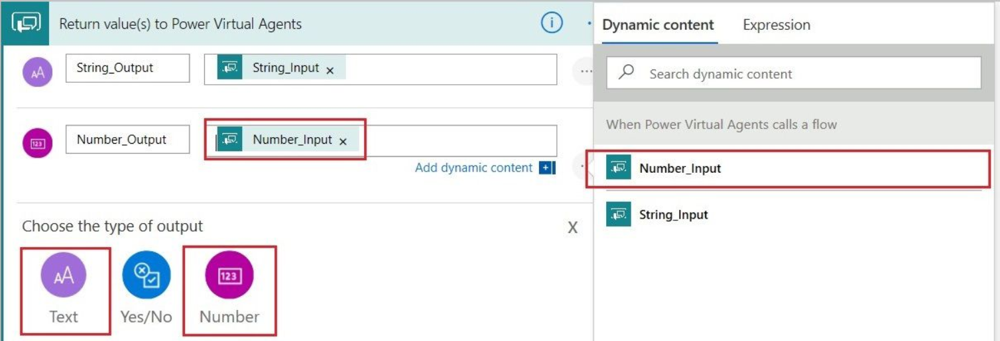 Return value(s) to Power Virtual Agents
String_Output
String_Input
Number_Output
Number_Input
Add dynamic content
Choose the type of output
X
Text
Yes/No
123
Number
Dynamic content
Expression
Search dynamic content
When Power Virtual Agents calls a flow
Number_Input
String_Input